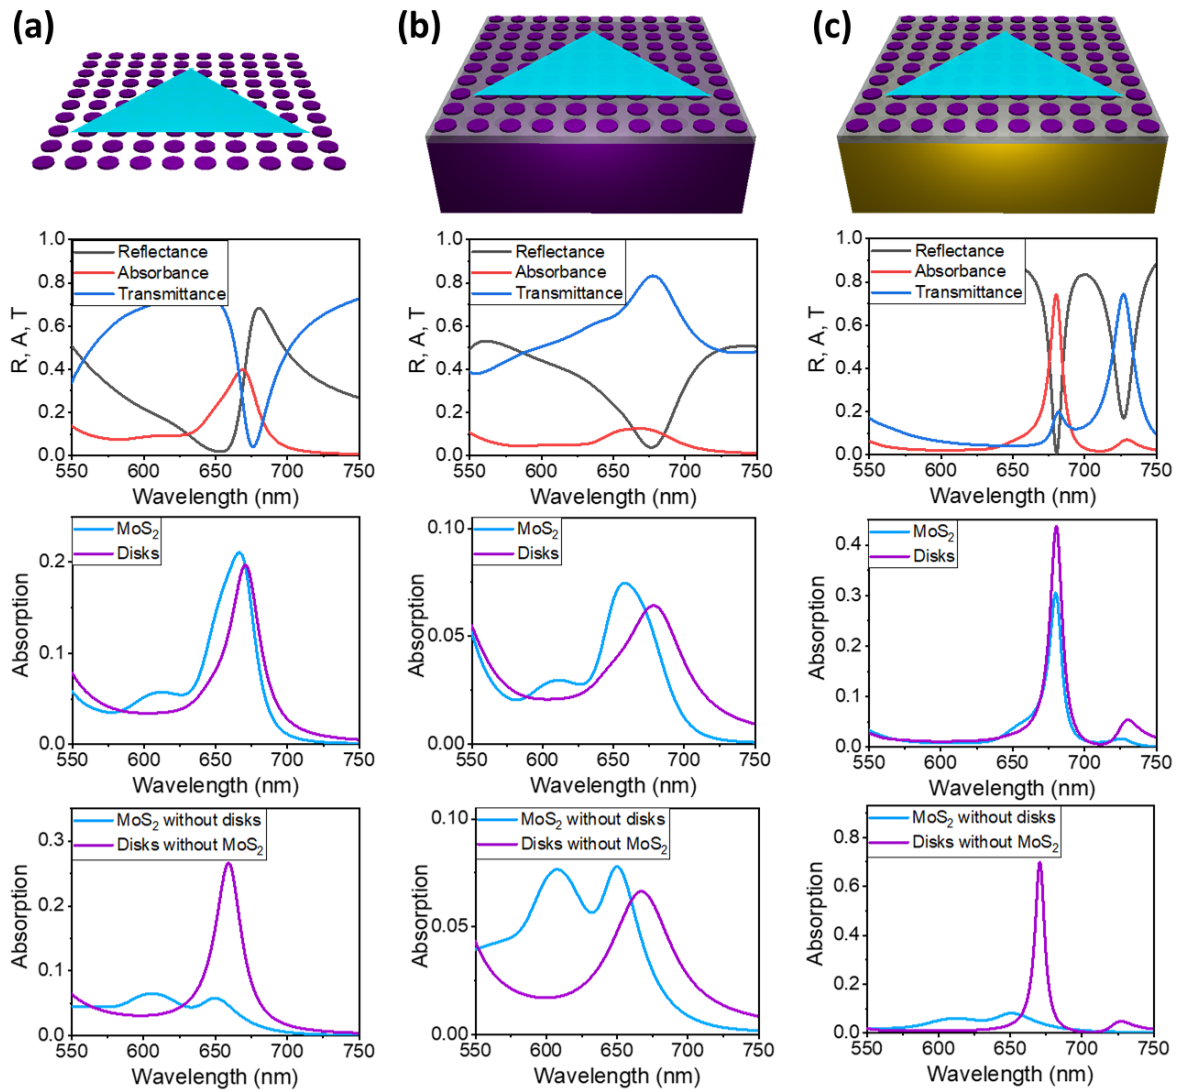 (a)
(b)
(c)
1.0
0.8
0.6
0.4
0.2
0.0
R, A, T
Reflectance
Absorbance
Transmittance
550 600 650 700 750
Wavelength (nm)
1.0
0.8
0.6
0.4
0.2
0.0
R, A, T
Reflectance
Absorbance
Transmittance
550 600 650 700 750
Wavelength (nm)
1.0
0.8
0.6
0.4
0.2
0.0
R, A, T
Reflectance
Absorbance
Transmittance
550 600 650 700 750
Wavelength (nm)
0.2
0.1
0.0
Absorption
MoS₂
Disks
550 600 650 700 750
Wavelength (nm)
0.10
0.05
0.00
Absorption
MoS₂
Disks
550 600 650 700 750
Wavelength (nm)
0.4
0.3
0.2
0.1
0.0
Absorption
MoS₂
Disks
550 600 650 700 750
Wavelength (nm)
0.3
0.2
0.1
0.0
Absorption
MoS₂ without disks
Disks without MoS₂
550 600 650 700 750
Wavelength (nm)
0.10
0.05
0.00
Absorption
MoS₂ without disks
Disks without MoS₂
550 600 650 700 750
Wavelength (nm)
0.8
0.6
0.4
0.2
0.0
Absorption
MoS₂ without disks
Disks without MoS₂
550 600 650 700 750
Wavelength (nm)